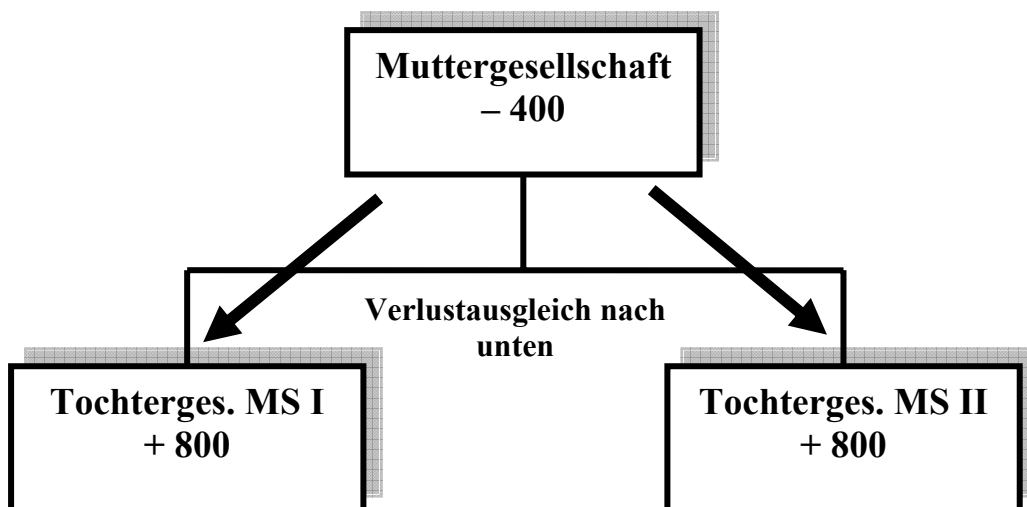 Muttergesellschaft
– 400
Verlustausgleich nach
unten
Tochterges. MS I
+ 800
Tochterges. MS II
+ 800